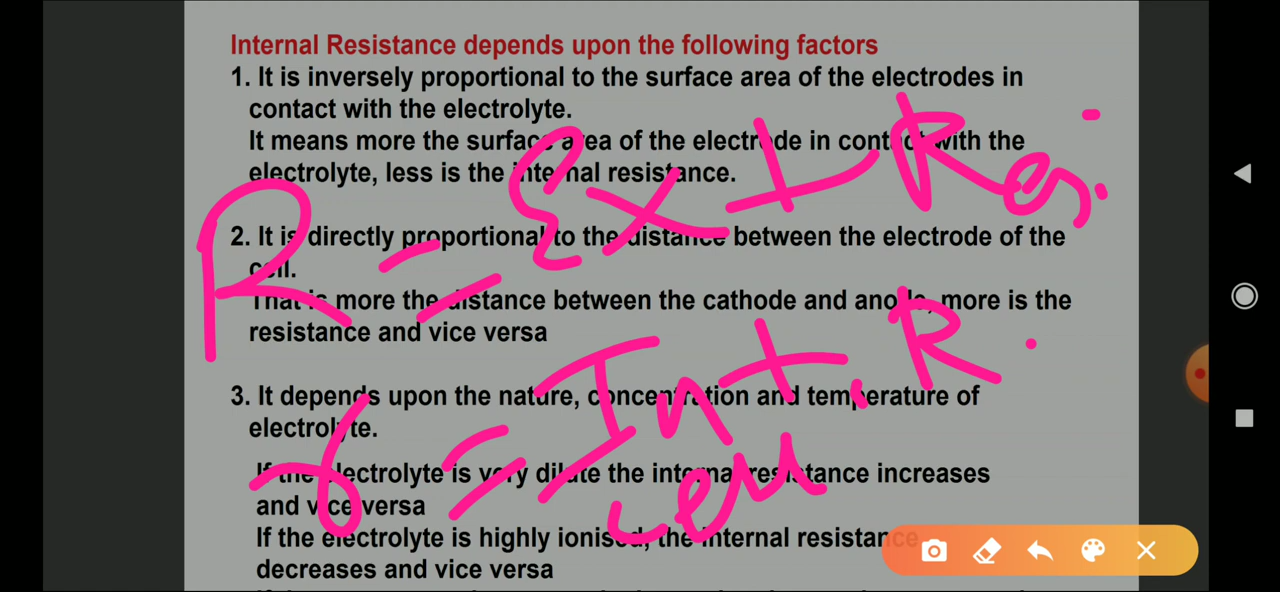 Internal Resistance depends upon the following factors
1. It is inversely proportional to the surface area of the electrodes in
contact with the electrolyte.
It means more the surface area of the electrode in contact with the
electrolyte, less is the internal resistance.
R = Ext Res.
2. It is directly proportional to the distance between the electrode of the
cell.
That is more the distance between the cathode and anode, more is the
resistance and vice versa
r = Int. R.
cell
3. It depends upon the nature, concentration and temperature of
electrolyte.
If the electrolyte is very dilute the internal resistance increases
and vice versa
If the electrolyte is highly ionised, the internal resistance
decreases and vice versa